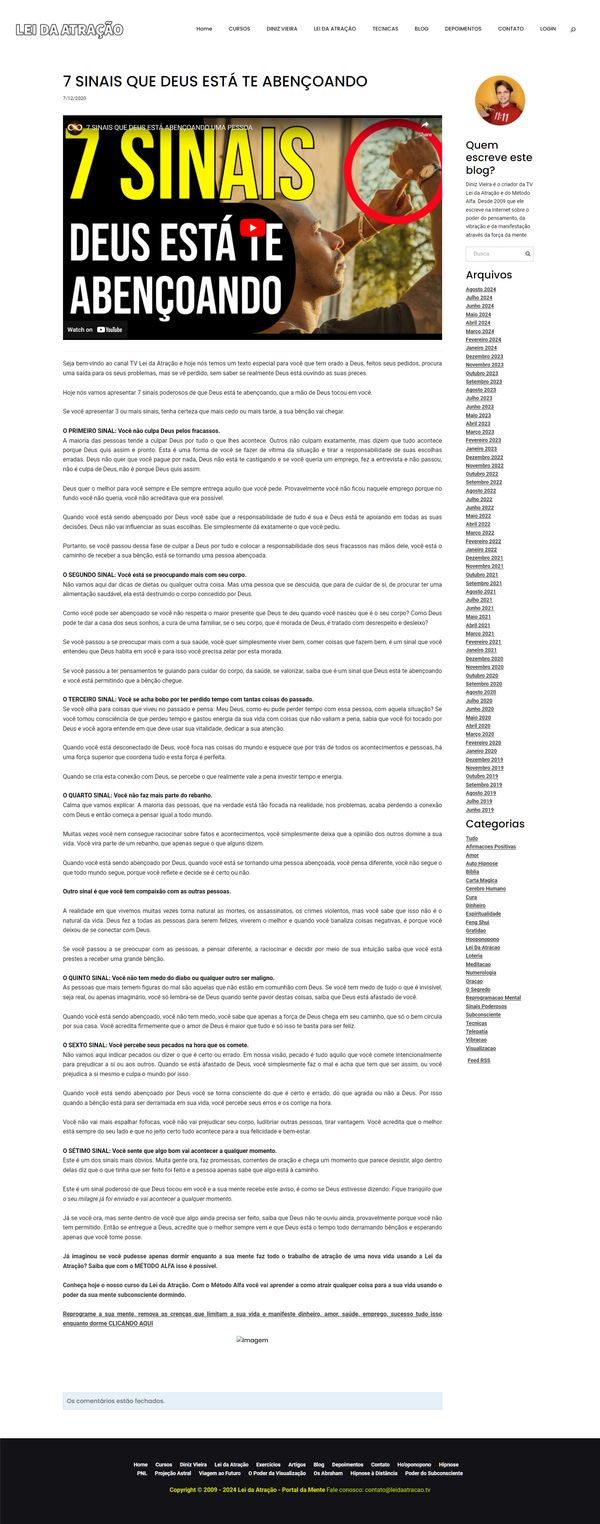 LEI DA ATRAÇÃO
Home CURSOS DINIZ VIEIRA LEI DA ATRAÇÃO TECNICAS BLOG DEPOIMENTOS CONTATO LOGIN
7 SINAIS QUE DEUS ESTÁ TE ABENÇOANDO
7/12/2020
7 SINAIS QUE DEUS ESTÁ ABENÇOANDO UMA PESSOA
Share
7 SINAIS
DEUS ESTÁ TE
ABENÇOANDO
Watch on YouTube
Seja bem-vindo ao canal TV Lei da Atração e hoje nós temos um texto especial para você que tem orado a Deus, feitos seus pedidos, procura
uma saída para os seus problemas, mas se vê perdido, sem saber se realmente Deus está ouvindo as suas preces.
Hoje nós vamos apresentar 7 sinais poderosos de que Deus está te abençoando, que a mão de Deus tocou em você.
Se você apresentar 3 ou mais sinais, tenha certeza que mais cedo ou mais tarde, a sua bênção vai chegar.
O PRIMEIRO SINAL: Você não culpa Deus pelos fracassos.
A maioria das pessoas tende a culpar Deus por tudo o que lhes acontece. Outros não culpam exatamente, mas dizem que tudo acontece
porque Deus quis assim e pronto. Esta é uma forma de você se fazer de vítima da situação e tirar a responsabilidade de suas escolhas
erradas. Deus não quer que você pague por nada, Deus não está te castigando e se você queria um emprego, fez a entrevista e não passou,
não é culpa de Deus, não é porque Deus quis assim.
Deus quer o melhor para você sempre e Ele sempre entrega aquilo que você pede. Provavelmente você não ficou naquele emprego porque no
fundo você não queria, você não acreditava que era possível.
Quando você está sendo abençoado por Deus você sabe que a responsabilidade de tudo é sua e Deus está te apoiando em todas as suas
decisões. Deus não vai influenciar as suas escolhas. Ele simplesmente dá exatamente o que você pediu.
Portanto, se você passou dessa fase de culpar a Deus por tudo e colocar a responsabilidade dos seus fracassos nas mãos dele, você está o
caminho de receber a sua bênção, está se tornando uma pessoa abençoada.
O SEGUNDO SINAL: Você está se preocupando mais com seu corpo.
Não vamos aqui dar dicas de dietas ou qualquer outra coisa. Mas uma pessoa que se descuida, que para de cuidar de si, de procurar ter uma
alimentação saudável, ela está destruindo o corpo concedido por Deus.
Como você pode ser abençoado se você não respeita o maior presente que Deus te deu quando você nasceu que é o seu corpo? Como Deus
pode te dar a casa dos seus sonhos, a cura de uma familiar, se o seu corpo, que é morada de Deus, é tratado com desrespeito e desleixo?
Se você passou a se preocupar mais com a sua saúde, você quer simplesmente viver bem, comer coisas que fazem bem, é um sinal que você
entendeu que Deus habita em você e para isso você precisa zelar por esta morada.
Se você passou a ter pensamentos te guiando para cuidar do corpo, da saúde, se valorizar, saiba que é um sinal que Deus está te abençoando
e você está permitindo que a bênção chegue.
O TERCEIRO SINAL: Você se acha bobo por ter perdido tempo com tantas coisas do passado.
Se você olha para coisas que viveu no passado e pensa: Meu Deus, como eu pude perder tempo com essa pessoa, com aquela situação? Se
você tomou consciência de que perdeu tempo e gastou energia da sua vida com coisas que não valiam a pena, sabia que você foi tocado por
Deus e você agora entende em que deve usar sua vitalidade, dedicar a sua atenção.
Quando você está desconectado de Deus, você foca nas coisas do mundo e esquece que por trás de todos os acontecimentos e pessoas, há
uma força superior que coordena tudo e esta força é perfeita.
Quando se cria esta conexão com Deus, se percebe o que realmente vale a pena investir tempo e energia.
O QUARTO SINAL: Você não faz mais parte do rebanho.
Calma que vamos explicar. A maioria das pessoas, que na verdade está tão focada na realidade, nos problemas, acaba perdendo a conexão
com Deus e então começa a pensar igual a todo mundo.
Muitas vezes você nem consegue raciocinar sobre fatos e acontecimentos, você simplesmente deixa que a opinião dos outros domine a sua
vida. Você vira parte de um rebanho, que apenas segue o que alguns dizem.
Quando você está sendo abençoado por Deus, quando você está se tornando uma pessoa abençoada, você pensa diferente, você não segue o
que todo mundo segue, porque você reflete e decide se é certo ou não.
Outro sinal é que você tem compaixão com as outras pessoas.
A realidade em que vivemos muitas vezes torna natural as mortes, os assassinatos, os crimes violentos, mas você sabe que isso não é o
natural da vida. Deus fez a todas as pessoas para serem felizes, viverem o melhor e quando você banaliza coisas negativas, é porque você
deixou de se conectar com Deus.
Se você passou a se preocupar com as pessoas, a pensar diferente, a raciocinar e decidir por meio de sua intuição saiba que você está
prestes a receber uma grande bênção.
O QUINTO SINAL: Você não tem medo do diabo ou qualquer outro ser maligno.
As pessoas que mais temem figuras do mal são aquelas que não estão em comunhão com Deus. Se você tem medo de tudo o que é invisível,
seja real, ou apenas imaginário, você só lembra-se de Deus quando sente pavor destas coisas, saiba que Deus está afastado de você.
Quando você está sendo abençoado, você não tem medo, você sabe que apenas a força de Deus chega em seu caminho, que só o bem circula
por sua casa. Você acredita firmemente que o amor de Deus é maior que tudo e só isso te basta para ser feliz.
O SEXTO SINAL: Você percebe seus pecados na hora que os comete.
Não vamos aqui indicar pecados ou dizer o que é certo ou errado. Em nossa visão, pecado é tudo aquilo que você comete intencionalmente
para prejudicar a si ou aos outros. Quando se está afastado de Deus, você simplesmente faz o mal e acha que tem que ser assim, ou você
prejudica a si mesmo e culpa o mundo por isso.
Quando você está sendo abençoado por Deus você se torna consciente do que é certo e errado, do que agrada ou não a Deus. Por isso
quando a bênção está para ser derramada em sua vida, você percebe seus erros e os corrige na hora.
Você não vai mais espalhar fofocas, você não vai prejudicar seu corpo, ludibriar outras pessoas, tirar vantagem. Você acredita que o melhor
está sempre do seu lado e que no jeito certo tudo acontece para a sua felicidade e bem-estar.
O SÉTIMO SINAL: Você sente que algo bom vai acontecer a qualquer momento.
Este é um dos sinais mais óbvios. Muita gente ora, faz promessas, correntes de oração e chega um momento que parece desistir, algo dentro
delas diz que o que tinha que ser feito foi feito e a pessoa apenas sabe que algo está à caminho.
Este é um sinal poderoso de que Deus tocou em você e a sua mente recebe este aviso, é como se Deus estivesse dizendo: Fique tranqüilo que
o seu milagre já foi enviado e vai acontecer a qualquer momento.
Já se você ora, mas sente dentro de você que algo ainda precisa ser feito, saiba que Deus não te ouviu ainda, provavelmente porque você não
tem permitido. Então se entregue a Deus, acredite que o melhor sempre vem e que Deus está o tempo todo derramando bênçãos e esperando
apenas que você tome posse.
Já imaginou se você pudesse apenas dormir enquanto a sua mente faz todo o trabalho de atração de uma nova vida usando a Lei da
Atração? Saiba que com o MÉTODO ALFA isso é possível.
Conheça hoje o nosso curso da Lei da Atração. Com o Método Alfa você vai aprender a como atrair qualquer coisa para a sua vida usando o
poder da sua mente subconsciente dormindo.
Reprograme a sua mente, remova as crenças que limitam a sua vida e manifeste dinheiro, amor, saúde, emprego, sucesso tudo isso
enquanto dorme CLICANDO AQUI
Imagem
Os comentários estão fechados.
11:11
Quem
escreve este
blog?
Diniz Vieira é o criador da TV
Lei da Atração e do Método
Alfa. Desde 2009 que ele
escreve na Internet sobre o
poder do pensamento, da
vibração e da manifestação
através da força da mente.
Busca
Arquivos
Agosto 2024
Julho 2024
Junho 2024
Maio 2024
Abril 2024
Março 2024
Fevereiro 2024
Janeiro 2024
Dezembro 2023
Novembro 2023
Outubro 2023
Setembro 2023
Agosto 2023
Julho 2023
Junho 2023
Maio 2023
Abril 2023
Março 2023
Fevereiro 2023
Janeiro 2023
Dezembro 2022
Novembro 2022
Outubro 2022
Setembro 2022
Agosto 2022
Julho 2022
Junho 2022
Maio 2022
Abril 2022
Março 2022
Fevereiro 2022
Janeiro 2022
Dezembro 2021
Novembro 2021
Outubro 2021
Setembro 2021
Agosto 2021
Julho 2021
Junho 2021
Maio 2021
Abril 2021
Março 2021
Fevereiro 2021
Janeiro 2021
Dezembro 2020
Novembro 2020
Outubro 2020
Setembro 2020
Agosto 2020
Julho 2020
Junho 2020
Maio 2020
Abril 2020
Março 2020
Fevereiro 2020
Janeiro 2020
Dezembro 2019
Novembro 2019
Outubro 2019
Setembro 2019
Agosto 2019
Julho 2019
Junho 2019
Categorias
Tudo
Afirmacoes Positivas
Amor
Auto Hipnose
Biblia
Carta Magica
Cerebro Humano
Cura
Dinheiro
Espiritualidade
Feng Shui
Gratidao
Hooponopono
Lei Da Atracao
Loteria
Meditacao
Numerologia
Oracao
O Segredo
Reprogramacao Mental
Sinais Poderosos
Subconsciente
Tecnicas
Telepatia
Vibracao
Visualizacao
Feed RSS
Home Cursos Diniz Vieira Lei da Atração Exercícios Artigos Blog Depoimentos Contato Ho'oponopono Hipnose
PNL Projeção Astral Viagem ao Futuro O Poder da Visualização Os Abraham Hipnose à Distância Poder do Subconsciente
Copyright © 2009 - 2024 Lei da Atração - Portal da Mente Fale conosco: contato@leidaatracao.tv